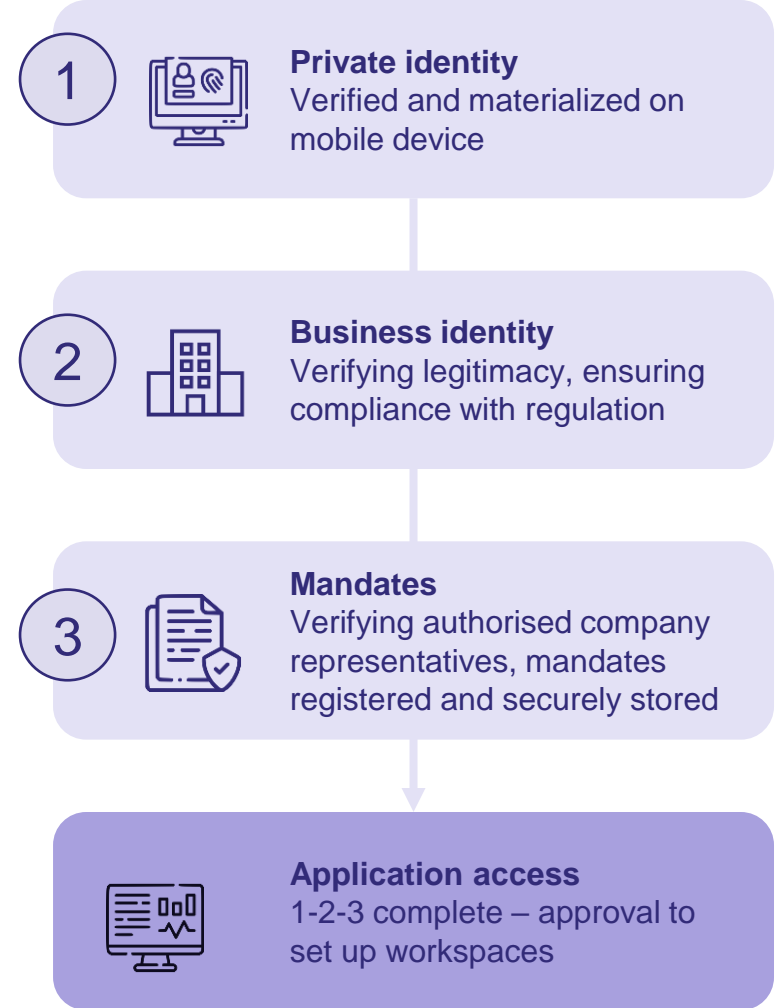 1
Private identity
Verified and materialized on
mobile device
2
Business identity
Verifying legitimacy, ensuring
compliance with regulation
3
Mandates
Verifying authorised company
representatives, mandates
registered and securely stored
Application access
1-2-3 complete – approval to
set up workspaces